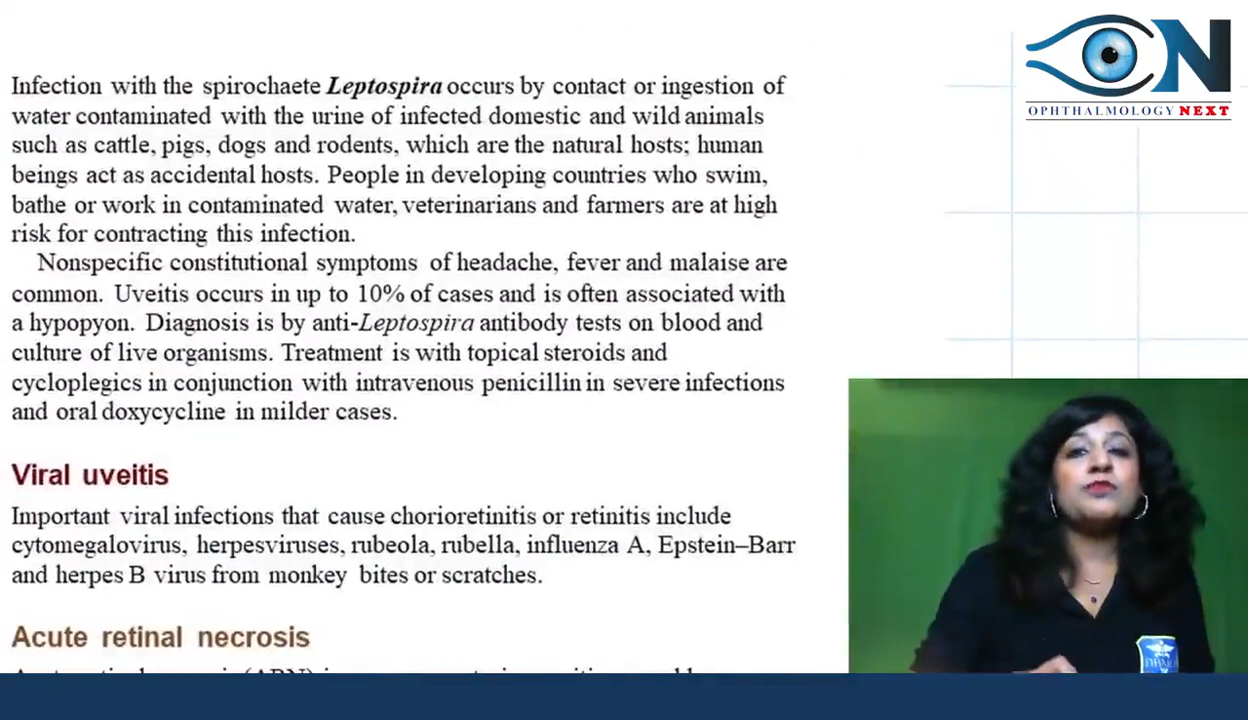 ON
OPHTHALMOLOGY NEXT
Infection with the spirochaete Leptospira occurs by contact or ingestion of
water contaminated with the urine of infected domestic and wild animals
such as cattle, pigs, dogs and rodents, which are the natural hosts; human
beings act as accidental hosts. People in developing countries who swim,
bathe or work in contaminated water, veterinarians and farmers are at high
risk for contracting this infection.
Nonspecific constitutional symptoms of headache, fever and malaise are
common. Uveitis occurs in up to 10% of cases and is often associated with
a hypopyon. Diagnosis is by anti-Leptospira antibody tests on blood and
culture of live organisms. Treatment is with topical steroids and
cycloplegics in conjunction with intravenous penicillin in severe infections
and oral doxycycline in milder cases.
Viral uveitis
Important viral infections that cause chorioretinitis or retinitis include
cytomegalovirus, herpesviruses, rubeola, rubella, influenza A, Epstein–Barr
and herpes B virus from monkey bites or scratches.
Acute retinal necrosis